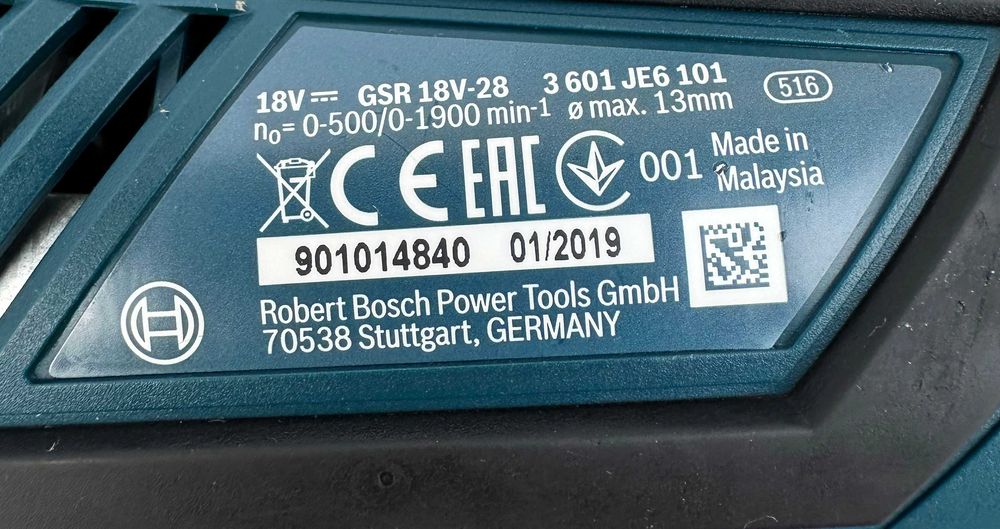 18V⎓ GSR 18V-28 3 601 JE6 101 516
n₀= 0-500/0-1900 min⁻¹ ø max. 13mm
CE EAC 001 Made in
Malaysia
901014840 01/2019
Robert Bosch Power Tools GmbH
70538 Stuttgart, GERMANY